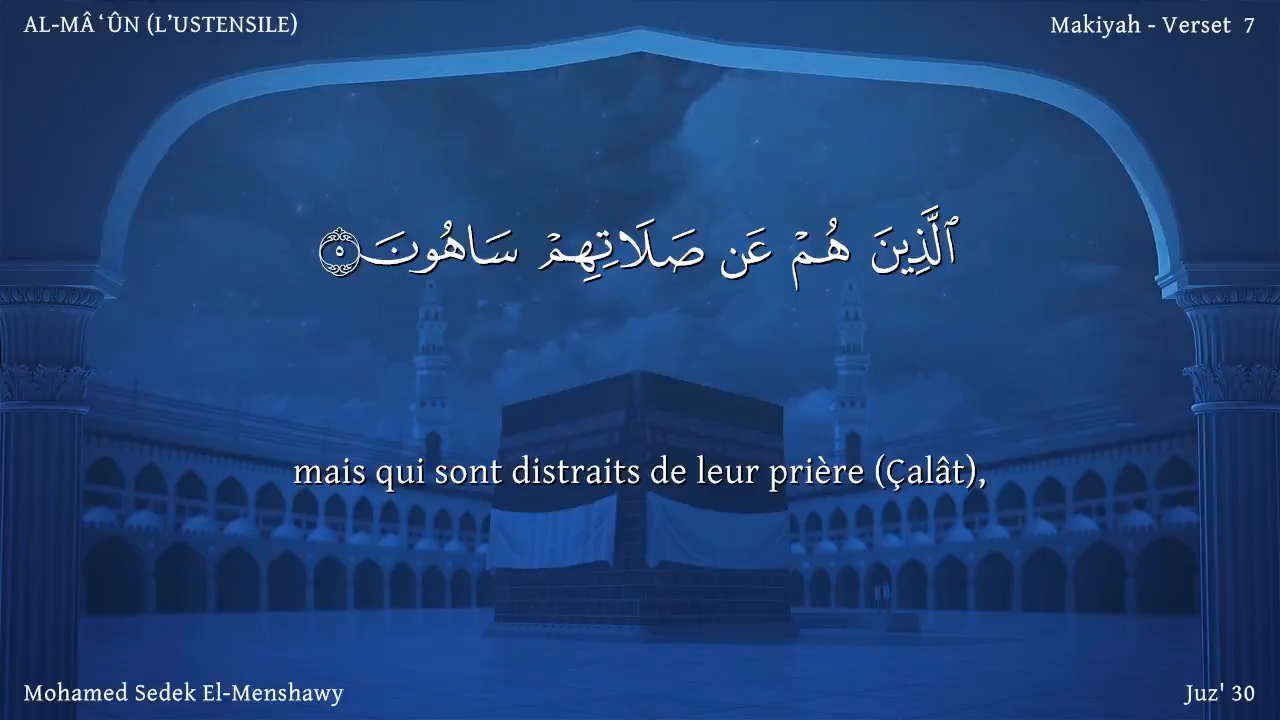 AL-MÂ‘ÛN (L’USTENSILE)
Makiyah - Verset 7
ٱلَّذِينَ هُمۡ عَن صَلَاتِهِمۡ سَاهُونَ ٥
mais qui sont distraits de leur prière (Çalât),
Mohamed Sedek El-Menshawy
Juz' 30